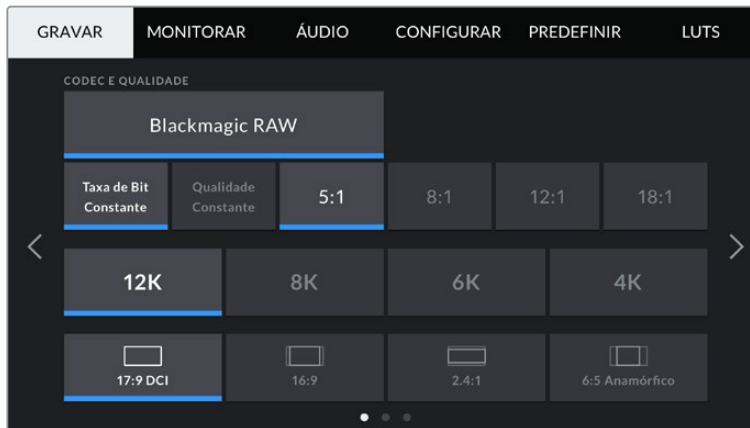 GRAVAR MONITORAR ÁUDIO CONFIGURAR PREDEFINIR LUTS
CODEC E QUALIDADE
Blackmagic RAW
Taxa de Bit
Constante
Qualidade
Constante
5:1
8:1
12:1
18:1
12K
8K
6K
4K
17:9 DCI
16:9
2.4:1
6:5 Anamórfico